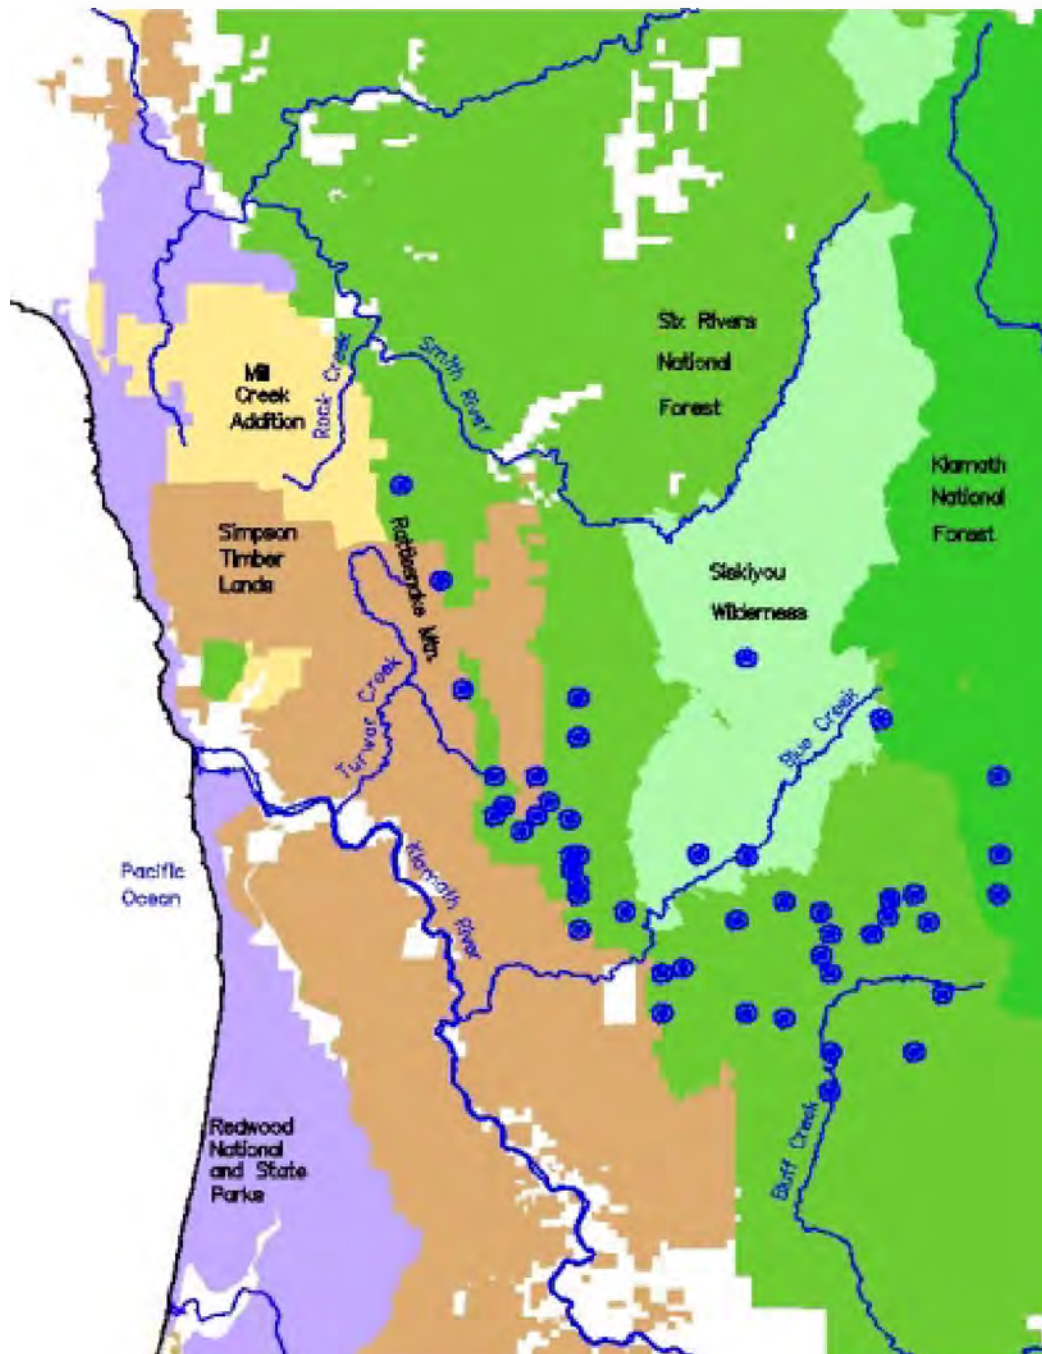 Six Rivers
National
Forest
Smith River
Rock Creek
Mill
Creek
Addition
Klamath
National
Forest
Simpson
Timber
Lands
Rattlesnake Mtn.
Siskiyou
Wilderness
Turwar Creek
Blue Creek
Klamath River
Pacific
Ocean
Redwood
National
and State
Parks
Bluff Creek